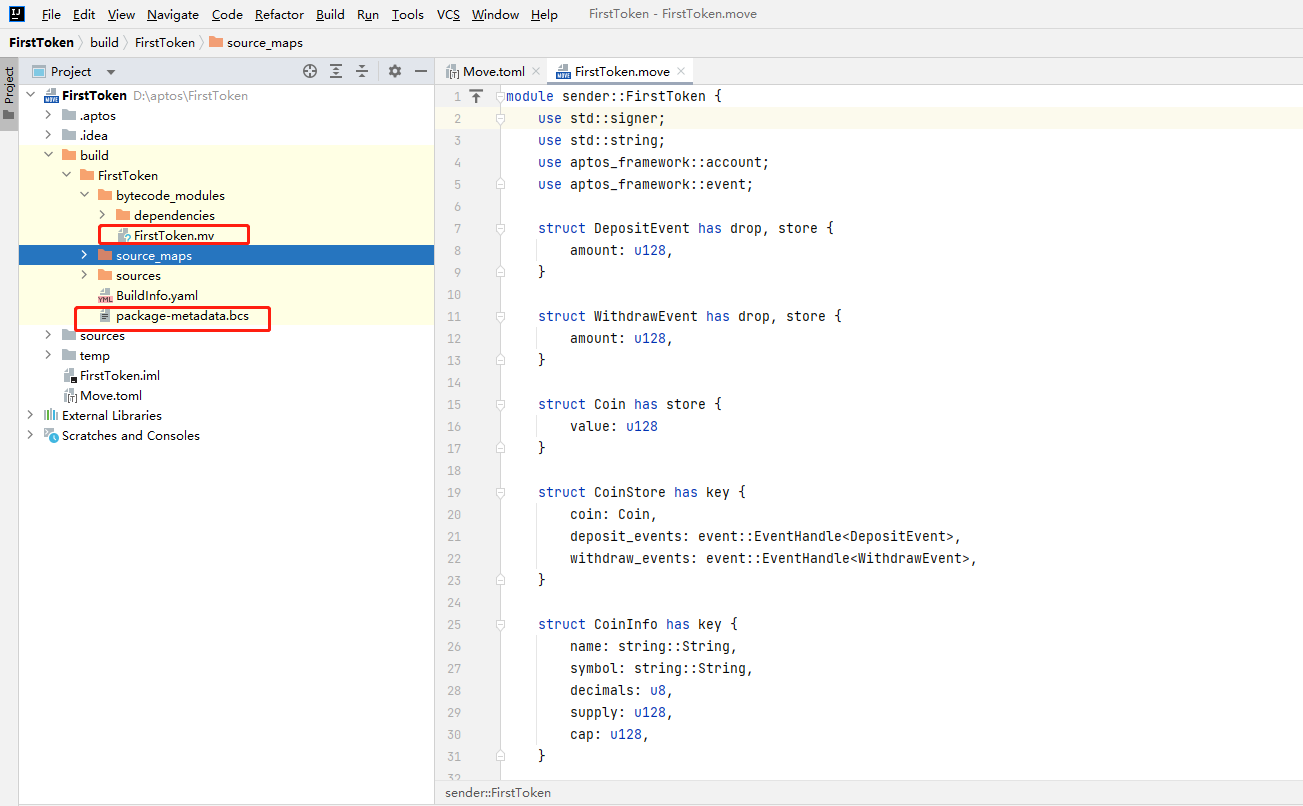 File Edit View Navigate Code Refactor Build Run Tools VCS Window Help FirstToken - FirstToken.move
FirstToken build FirstToken source_maps
Project
Project
FirstToken D:\aptos\FirstToken
.aptos
.idea
build
FirstToken
bytecode_modules
dependencies
FirstToken.mv
source_maps
sources
BuildInfo.yaml
package-metadata.bcs
sources
temp
FirstToken.iml
Move.toml
External Libraries
Scratches and Consoles
Move.toml FirstToken.move
1 module sender::FirstToken {
2 use std::signer;
3 use std::string;
4 use aptos_framework::account;
5 use aptos_framework::event;
6
7 struct DepositEvent has drop, store {
8 amount: u128,
9 }
10
11 struct WithdrawEvent has drop, store {
12 amount: u128,
13 }
14
15 struct Coin has store {
16 value: u128
17 }
18
19 struct CoinStore has key {
20 coin: Coin,
21 deposit_events: event::EventHandle<DepositEvent>,
22 withdraw_events: event::EventHandle<WithdrawEvent>,
23 }
24
25 struct CoinInfo has key {
26 name: string::String,
27 symbol: string::String,
28 decimals: u8,
29 supply: u128,
30 cap: u128,
31 }
32
sender::FirstToken